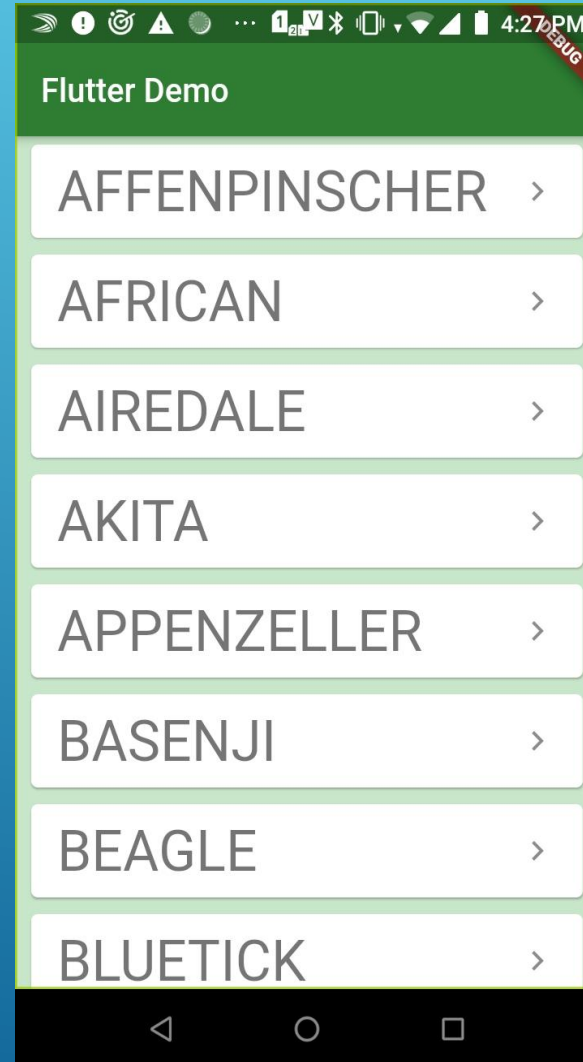 4:27 PM
DEBUG
Flutter Demo
AFFENPINSCHER
AFRICAN
AIREDALE
AKITA
APPENZELLER
BASENJI
BEAGLE
BLUETICK